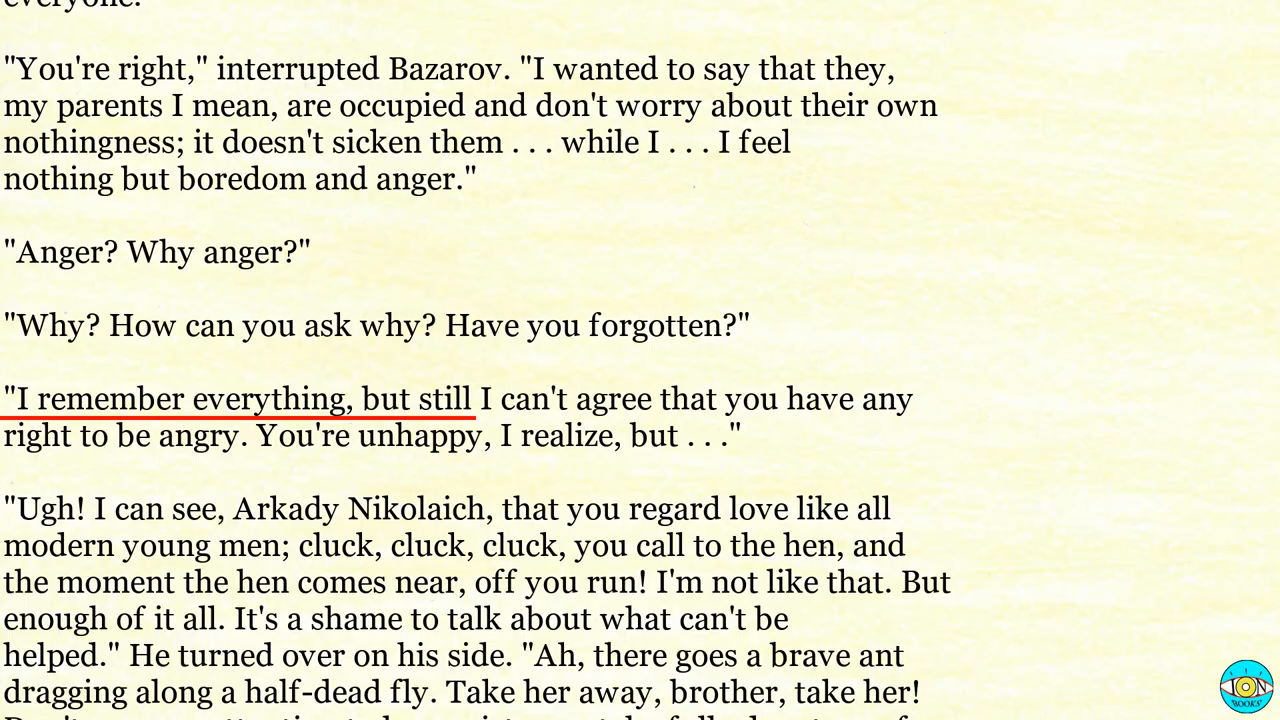 everyone.
"You're right," interrupted Bazarov. "I wanted to say that they,
my parents I mean, are occupied and don't worry about their own
nothingness; it doesn't sicken them . . . while I . . . I feel
nothing but boredom and anger."
"Anger? Why anger?"
"Why? How can you ask why? Have you forgotten?"
"I remember everything, but still I can't agree that you have any
right to be angry. You're unhappy, I realize, but . . ."
"Ugh! I can see, Arkady Nikolaich, that you regard love like all
modern young men; cluck, cluck, cluck, you call to the hen, and
the moment the hen comes near, off you run! I'm not like that. But
enough of it all. It's a shame to talk about what can't be
helped." He turned over on his side. "Ah, there goes a brave ant
dragging along a half-dead fly. Take her away, brother, take her!
ION
BOOKS